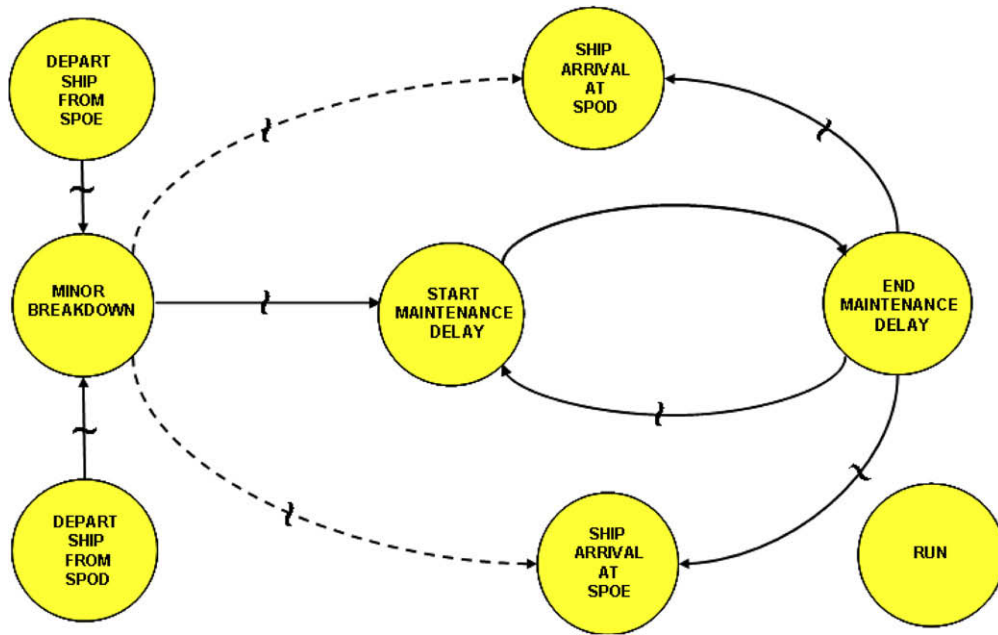 DEPART
SHIP
FROM
SPOE
SHIP
ARRIVAL
AT
SPOD
MINOR
BREAKDOWN
START
MAINTENANCE
DELAY
END
MAINTENANCE
DELAY
DEPART
SHIP
FROM
SPOD
SHIP
ARRIVAL
AT
SPOE
RUN